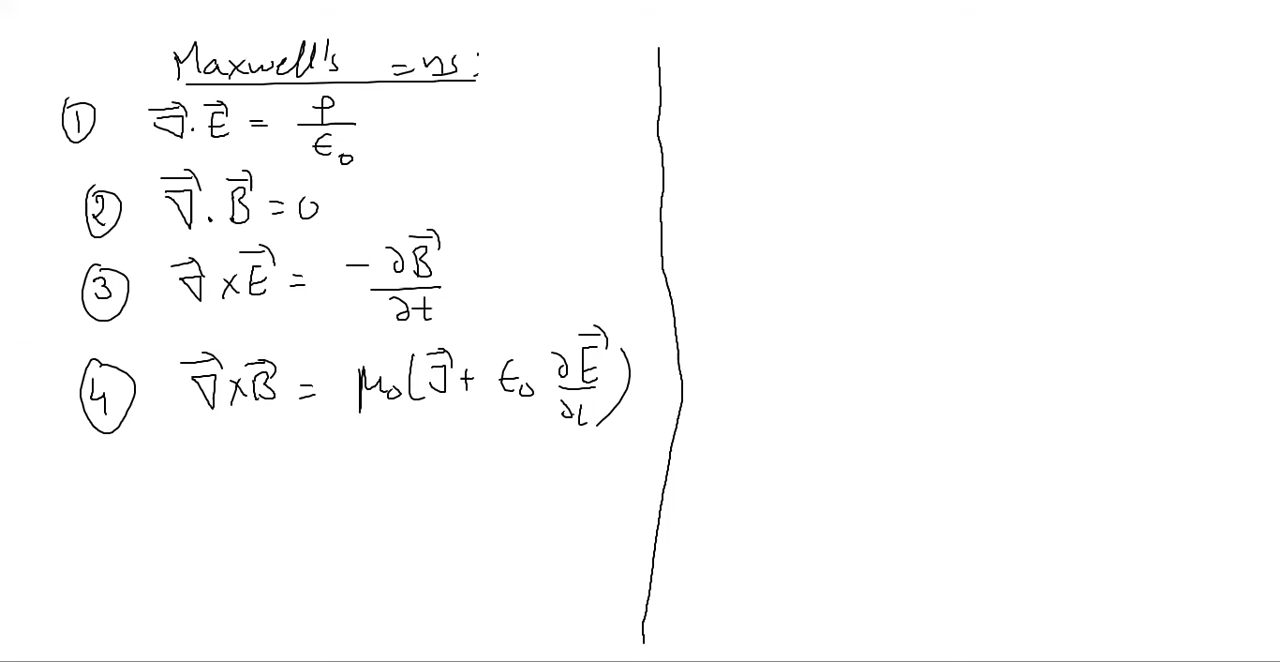 Maxwell's =ns:
① ∇⃗ . E⃗ = ρ / ϵ₀
② ∇⃗ . B⃗ = 0
③ ∇⃗ × E⃗ = - ∂B⃗ / ∂t
④ ∇⃗ × B⃗ = μ₀ ( J⃗ + ϵ₀ ∂E⃗ / ∂t )